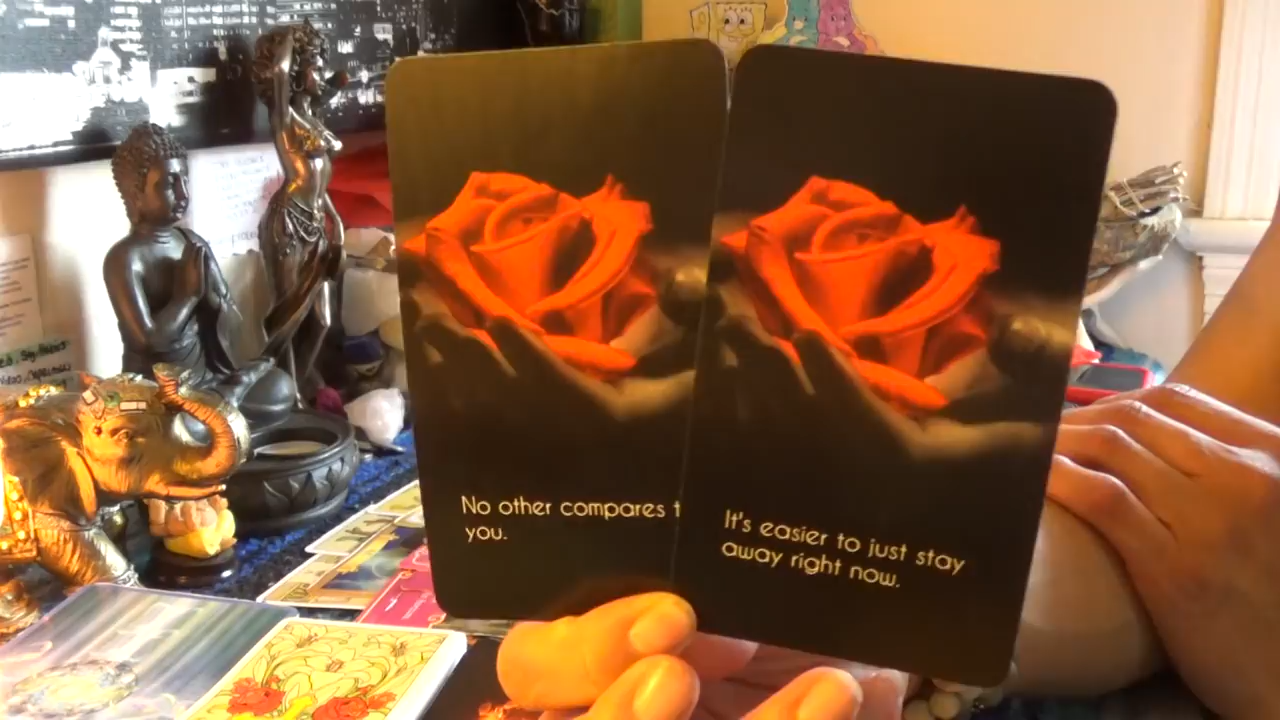 No other compares t
you.
It's easier to just stay
away right now.